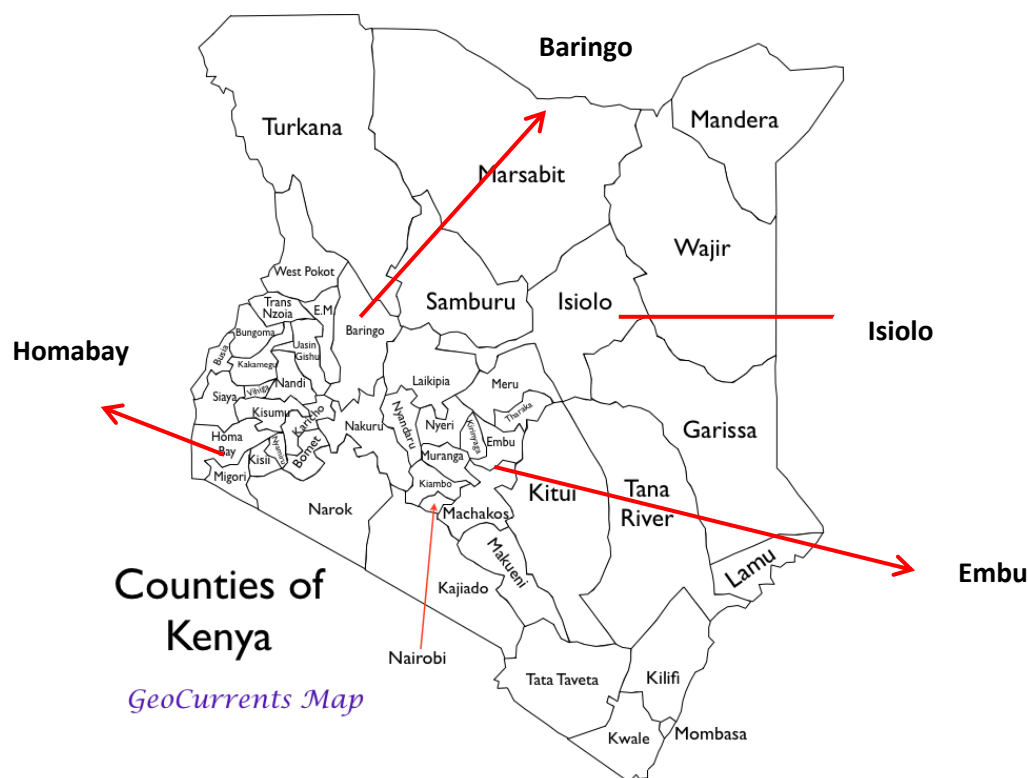 Baringo
Mandera
Turkana
Marsabit
Wajir
West Pokot
Samburu
Isiolo
Trans
Nzoia
E.M.
Baringo
Isiolo
Bungoma
Uasin
Gishu
Homabay
Busia
Kakamegu
Laikipia
Meru
Nandi
Vihiga
Siaya
Tharaka
Kisumu
Karicho
Nakuru
Nyandaru
Nyeri
Kirinyaga
Embu
Garissa
Homa
Bay
Kisii
Nyamira
Bomet
Muranga
Migori
Kiambo
Kitui
Tana
River
Narok
Machakos
Makueni
Lamu
Embu
Counties of
Kenya
Kajiado
Nairobi
Tata Taveta
Kilifi
GeoCurrents Map
Kwale
Mombasa